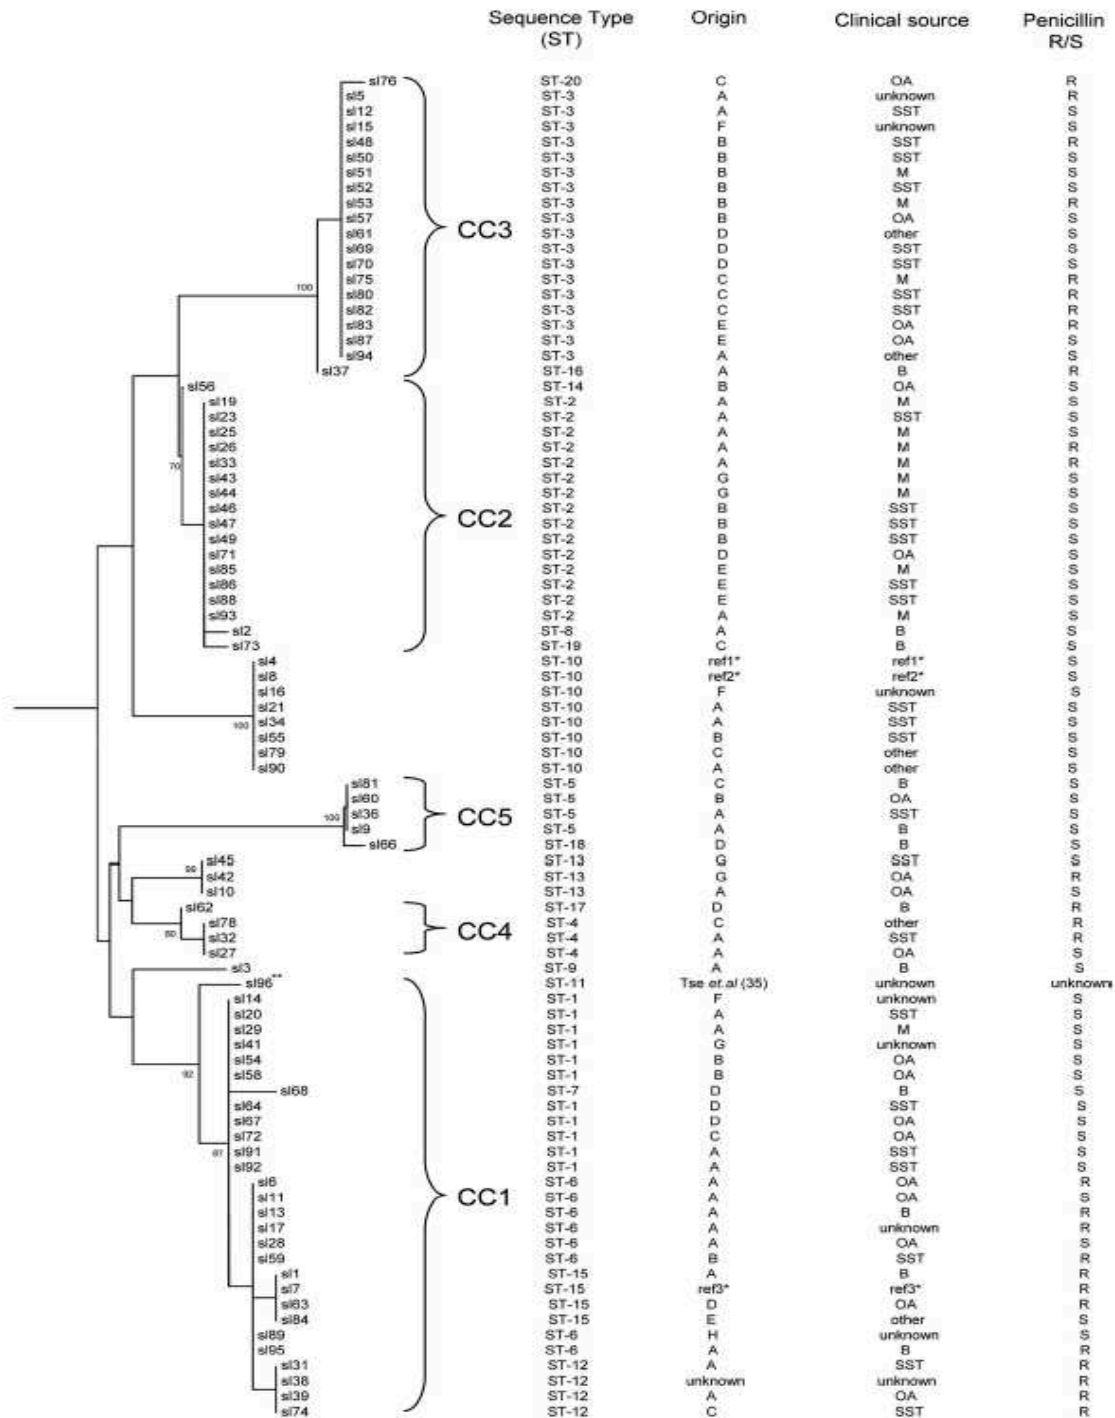 Sequence Type (ST) Origin Clinical source Penicillin R/S
sl76 ST-20 C OA R
sl5 ST-3 A unknown R
sl12 ST-3 A SST S
sl15 ST-3 F unknown S
sl48 ST-3 B SST R
sl50 ST-3 B SST S
sl51 ST-3 B M S
sl52 ST-3 B SST S
sl53 ST-3 B M R
sl57 ST-3 B OA S
CC3
sl61 ST-3 D other S
sl69 ST-3 D SST S
sl70 ST-3 D SST S
sl75 ST-3 C M R
100
sl80 ST-3 C SST R
sl82 ST-3 C SST R
sl83 ST-3 E OA R
sl87 ST-3 E OA S
sl94 ST-3 A other S
sl37 ST-16 A B R
sl56 ST-14 B OA S
sl19 ST-2 A M S
sl23 ST-2 A SST S
sl25 ST-2 A M S
sl26 ST-2 A M R
70
sl33 ST-2 A M R
sl43 ST-2 G M S
sl44 ST-2 G M S
sl46 ST-2 B SST S
CC2
sl47 ST-2 B SST S
sl49 ST-2 B SST S
sl71 ST-2 D OA S
sl85 ST-2 E M S
sl86 ST-2 E SST S
sl88 ST-2 E SST S
sl93 ST-2 A M S
sl2 ST-8 A B S
sl73 ST-19 C B S
sl4 ST-10 ref1* ref1* S
sl8 ST-10 ref2* ref2* S
sl16 ST-10 F unknown S
sl21 ST-10 A SST S
100
sl34 ST-10 A SST S
sl55 ST-10 B SST S
sl79 ST-10 C other S
sl90 ST-10 A other S
sl81 ST-5 C B S
sl60 ST-5 B OA S
100
CC5
sl36 ST-5 A SST S
sl9 ST-5 A B S
sl66 ST-18 D B S
sl45 ST-13 G SST S
sl42 ST-13 G OA R
sl10 ST-13 A OA S
sl62 ST-17 D B R
sl78 ST-4 C other R
80
CC4
sl32 ST-4 A SST R
sl27 ST-4 A OA S
sl3 ST-9 A B S
sl96** ST-11 Tse et.al (35) unknown unknown
sl14 ST-1 F unknown S
sl20 ST-1 A SST S
sl29 ST-1 A M S
sl41 ST-1 G unknown S
sl54 ST-1 B OA S
92
sl58 ST-1 B OA S
sl68 ST-7 D B S
sl64 ST-1 D SST S
sl67 ST-1 D OA S
sl72 ST-1 C OA S
87
sl91 ST-1 A SST S
sl92 ST-1 A SST S
sl6 ST-6 A OA R
CC1
sl11 ST-6 A OA S
sl13 ST-6 A B R
sl17 ST-6 A unknown R
sl28 ST-6 A OA S
sl59 ST-6 B SST R
sl1 ST-15 A B R
sl7 ST-15 ref3* ref3* R
sl63 ST-15 D OA R
sl84 ST-15 E other S
sl89 ST-6 H unknown S
sl95 ST-6 A B R
sl31 ST-12 A SST R
sl38 ST-12 unknown unknown R
sl39 ST-12 A OA R
sl74 ST-12 C SST R